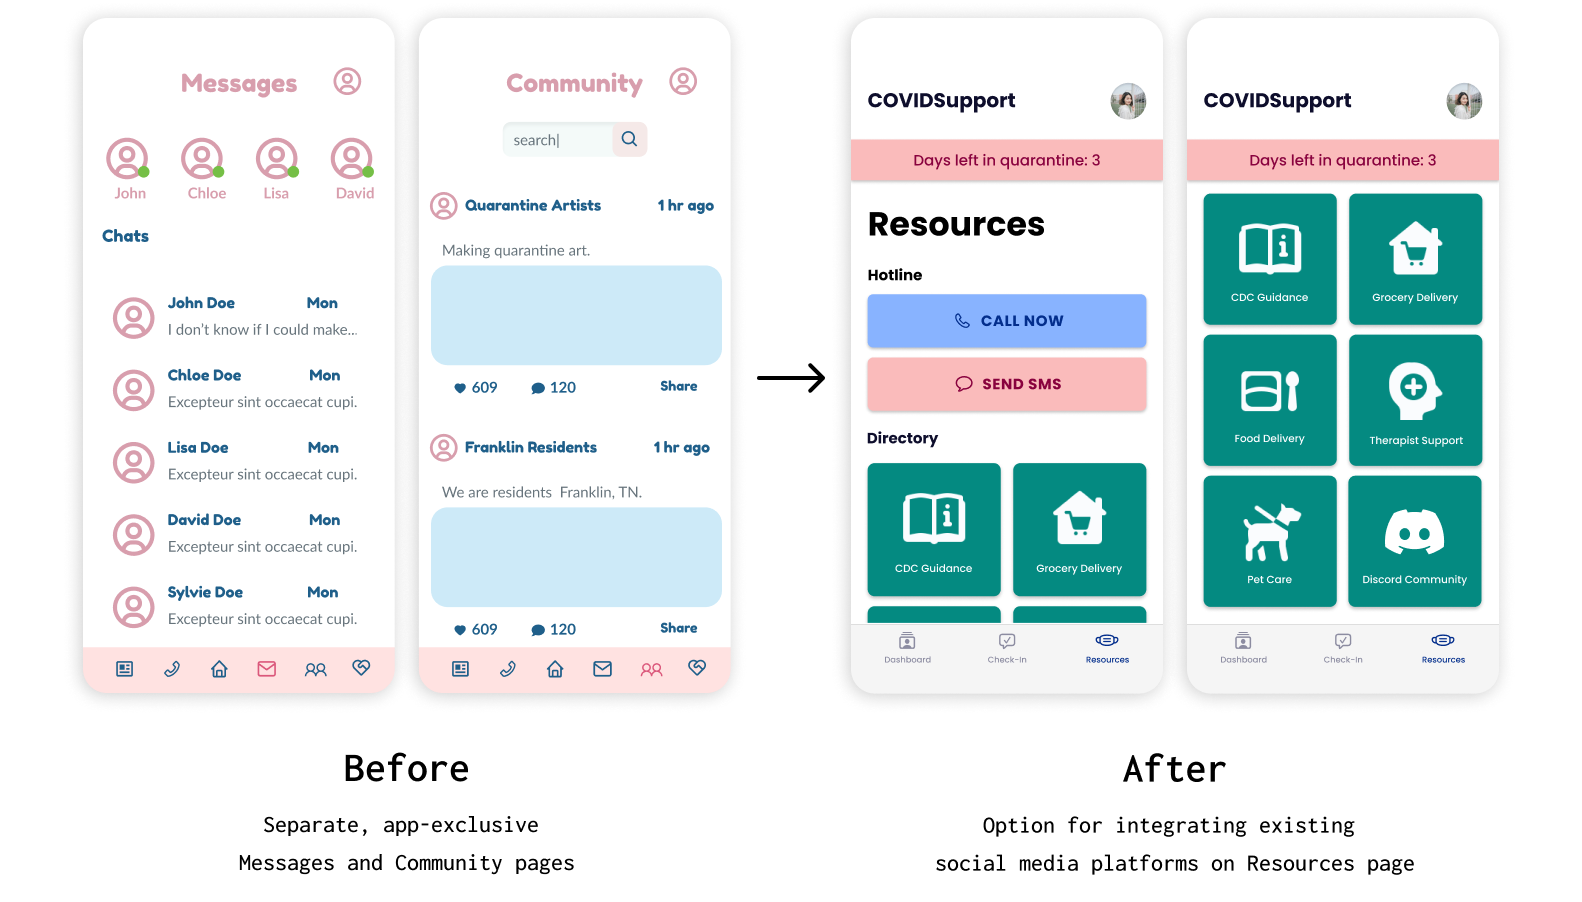 Messages
John Chloe Lisa David
Chats
John Doe Mon
I don't know if I could make...
Chloe Doe Mon
Excepteur sint occaecat cupi.
Lisa Doe Mon
Excepteur sint occaecat cupi.
David Doe Mon
Excepteur sint occaecat cupi.
Sylvie Doe Mon
Excepteur sint occaecat cupi.
Community
search|
Quarantine Artists 1 hr ago
Making quarantine art.
609 120 Share
Franklin Residents 1 hr ago
We are residents Franklin, TN.
609 120 Share
COVIDSupport
Days left in quarantine: 3
Resources
Hotline
CALL NOW
SEND SMS
Directory
CDC Guidance Grocery Delivery
Dashboard Check-In Resources
COVIDSupport
Days left in quarantine: 3
CDC Guidance Grocery Delivery
Food Delivery Therapist Support
Pet Care Discord Community
Dashboard Check-In Resources
Before
Separate, app-exclusive
Messages and Community pages
After
Option for integrating existing
social media platforms on Resources page